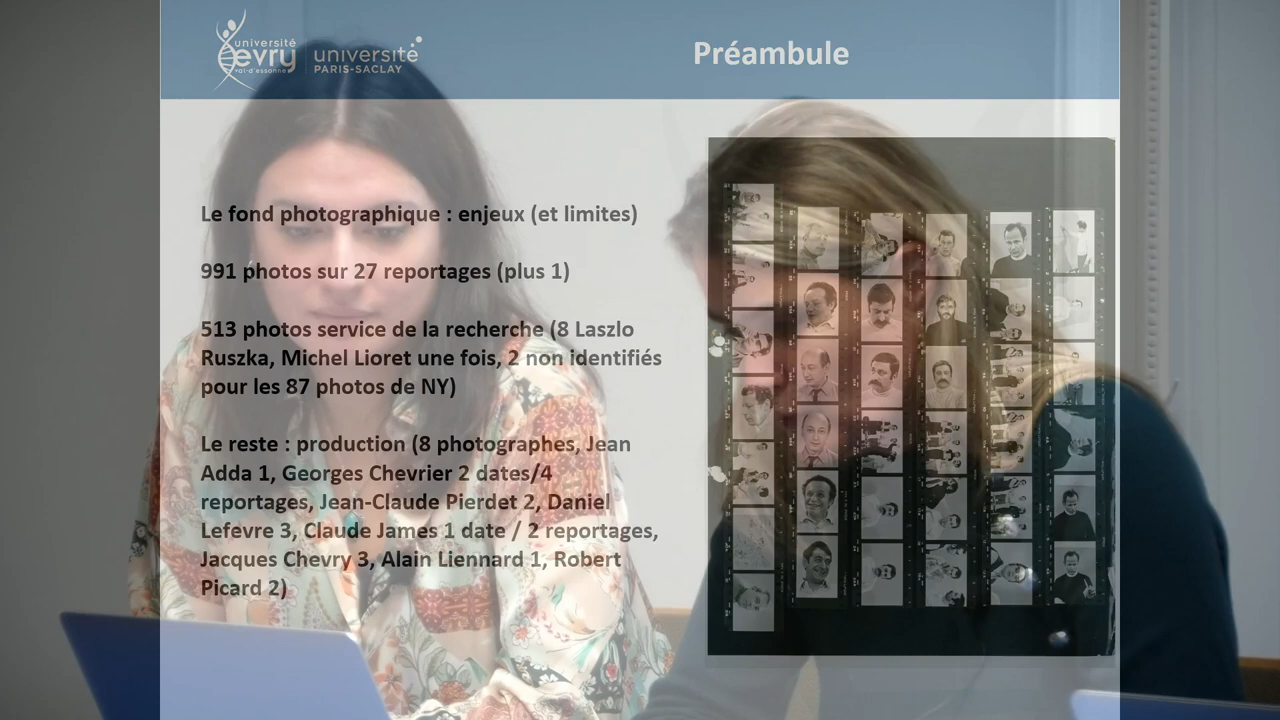 université
evry
val-d'essonne
université
PARIS-SACLAY
Préambule
Le fond photographique : enjeux (et limites)
991 photos sur 27 reportages (plus 1)
513 photos service de la recherche (8 Laszlo
Ruszka, Michel Lioret une fois, 2 non identifiés
pour les 87 photos de NY)
Le reste : production (8 photographes, Jean
Adda 1, Georges Chevrier 2 dates/4
reportages, Jean-Claude Pierdet 2, Daniel
Lefevre 3, Claude James 1 date / 2 reportages,
Jacques Chevry 3, Alain Liennard 1, Robert
Picard 2)